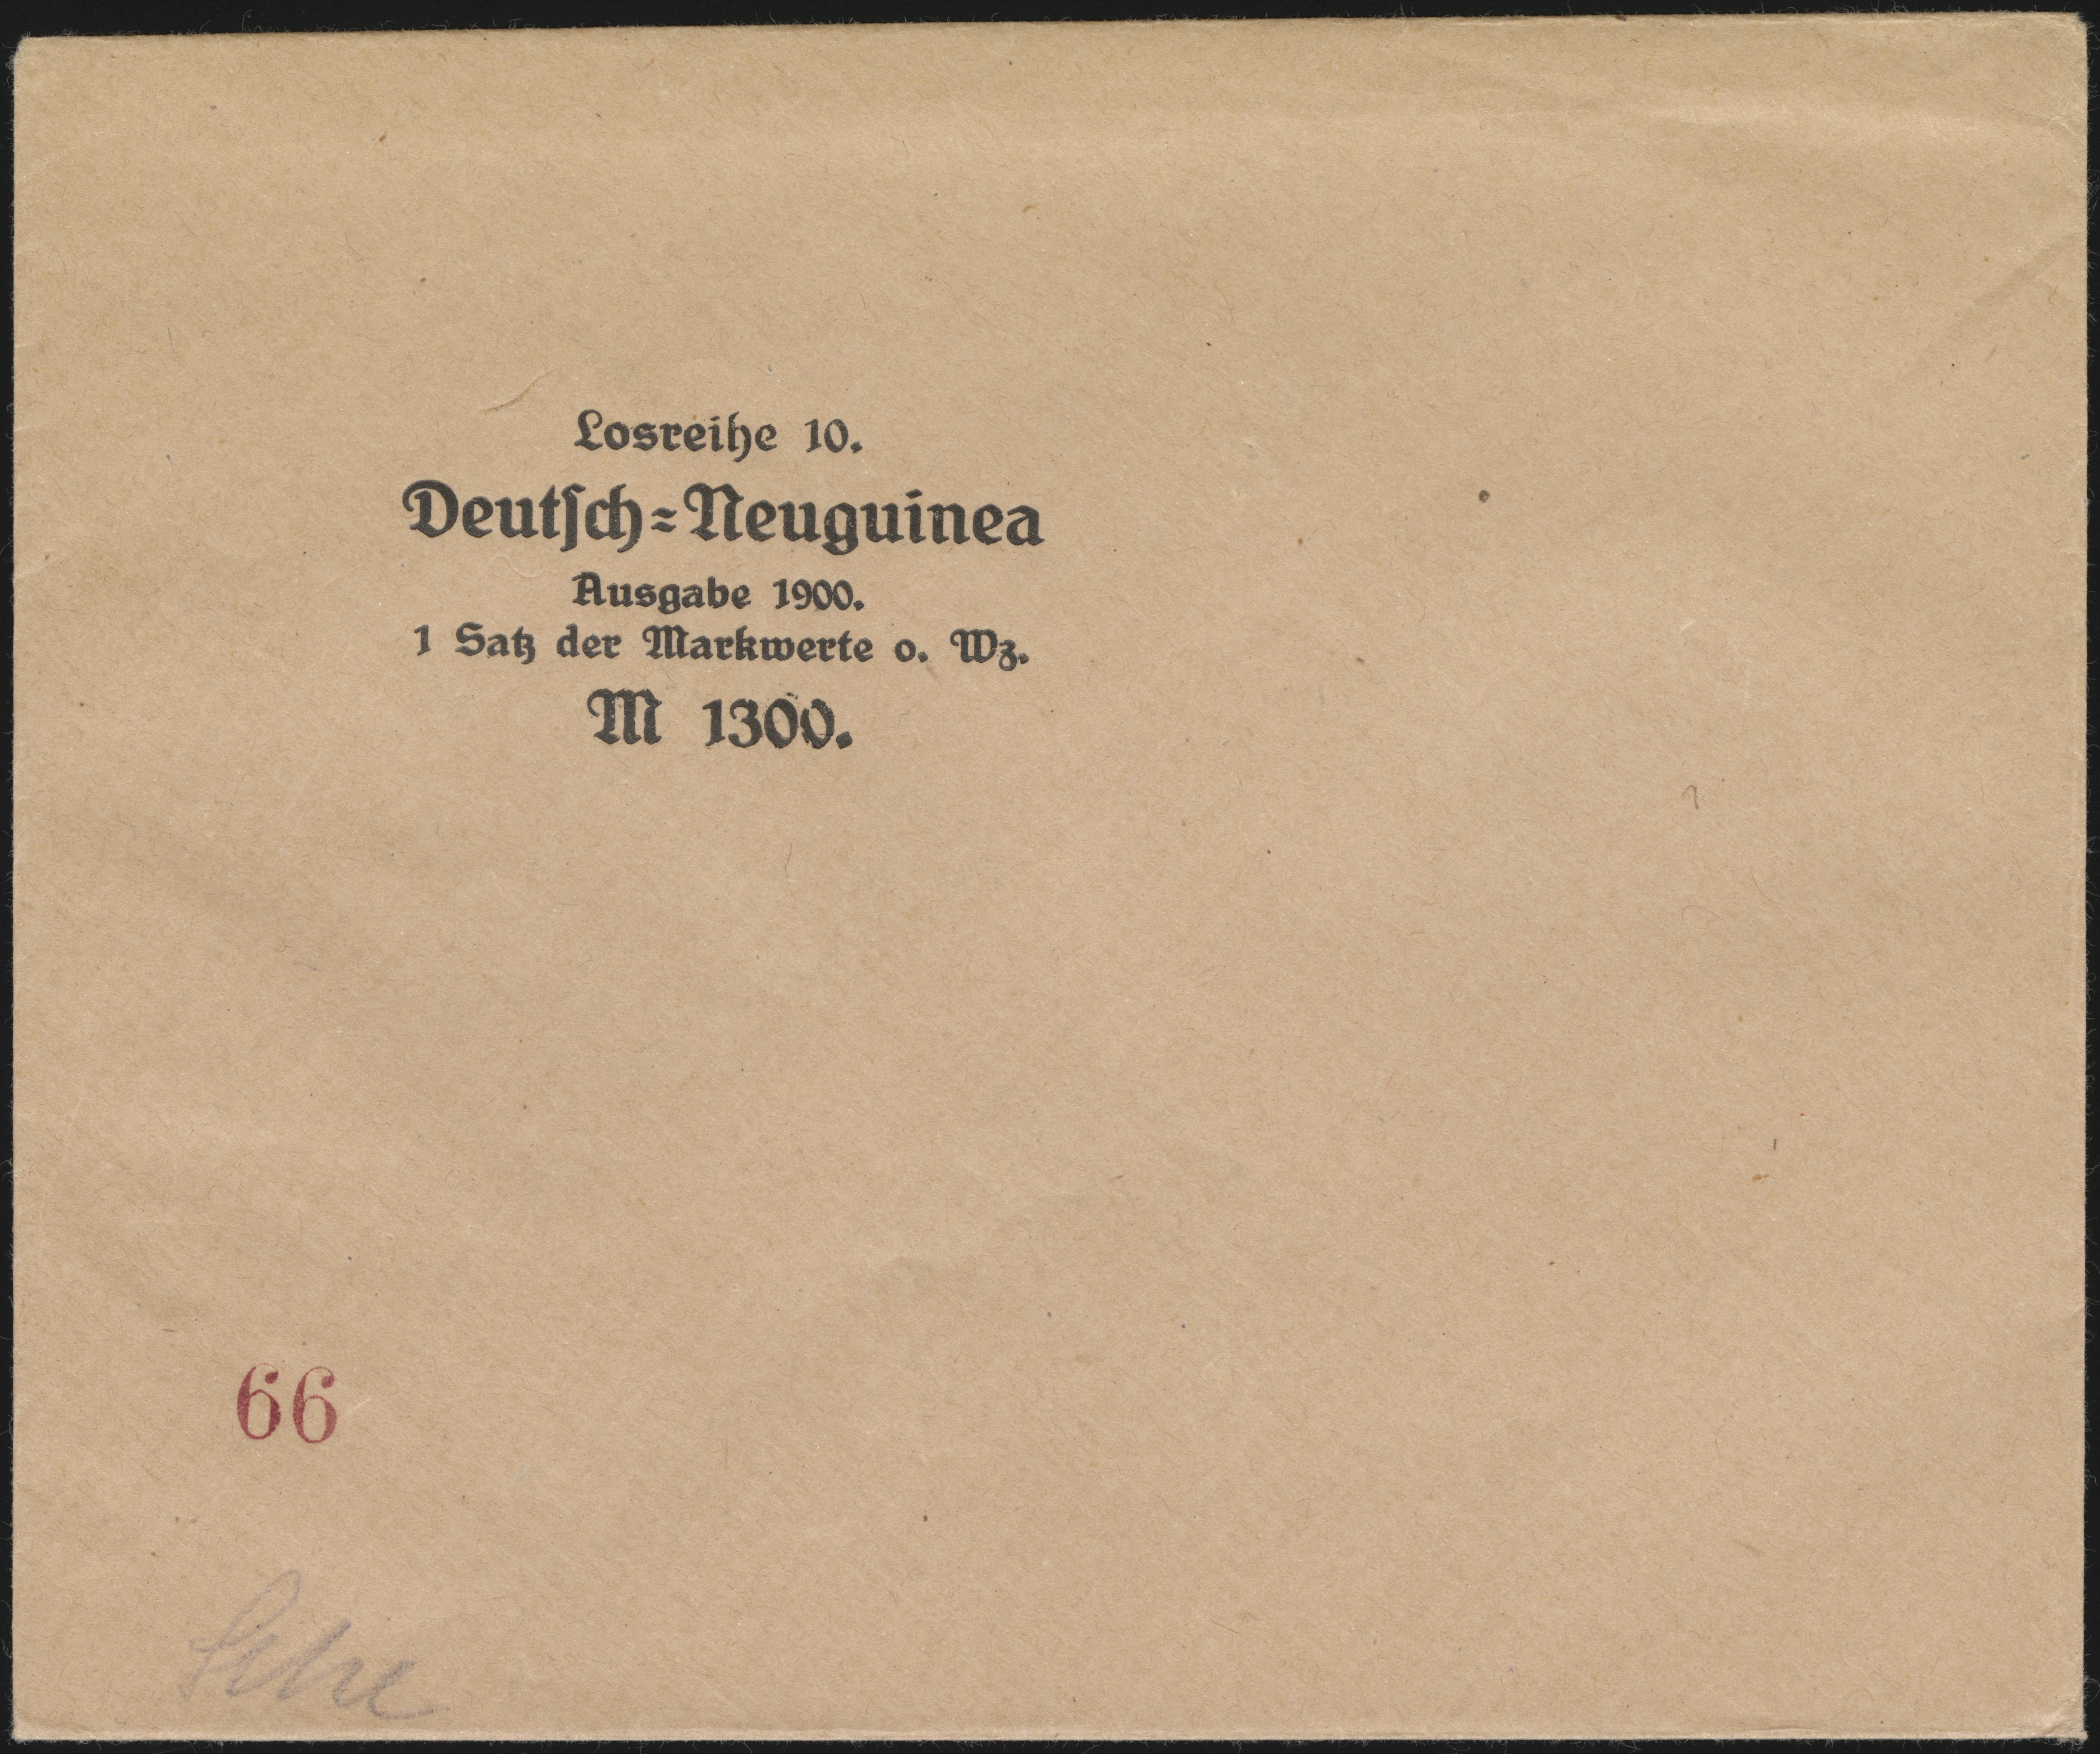 Losreihe 10.
Deutſch=Neuguinea
Ausgabe 1900.
1 Satz der Markwerte o. Wz.
M 1300.
66